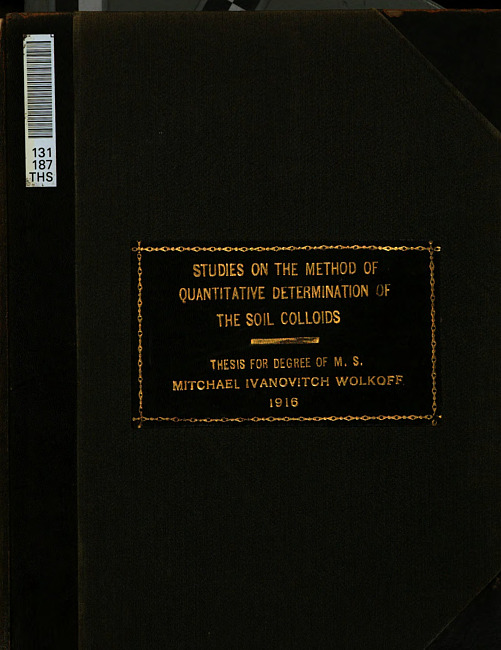 131
187
THS
STUDIES ON THE METHOD OF
QUANTITATIVE DETERMINATION OF
THE SOIL COLLOIDS
THESIS FOR DEGREE OF M. S.
MITCHAEL IVANOVITCH WOLKOFF
1916